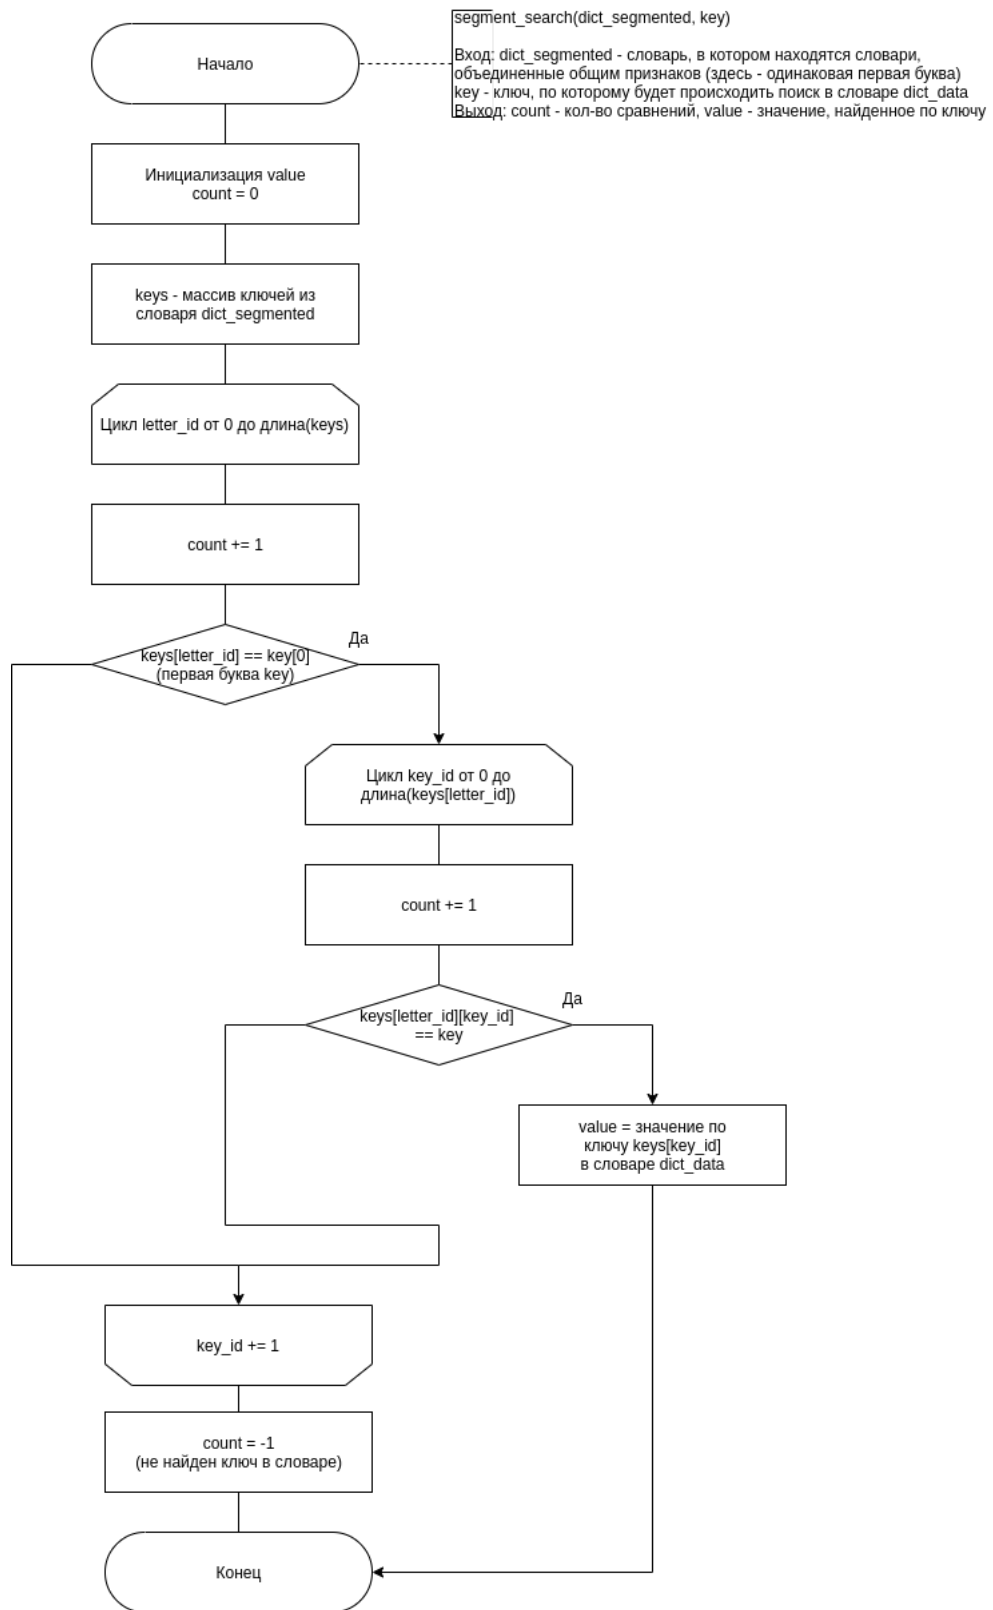 segment_search(dict_segmented, key)
Начало
Вход: dict_segmented - словарь, в котором находятся словари,
объединенные общим признаков (здесь - одинаковая первая буква)
key - ключ, по которому будет происходить поиск в словаре dict_data
Выход: count - кол-во сравнений, value - значение, найденное по ключу
Инициализация value
count = 0
keys - массив ключей из
словаря dict_segmented
Цикл letter_id от 0 до длина(keys)
count += 1
Да
keys[letter_id] == key[0]
(первая буква key)
Цикл key_id от 0 до
длина(keys[letter_id])
count += 1
Да
keys[letter_id][key_id]
== key
value = значение по
ключу keys[key_id]
в словаре dict_data
key_id += 1
count = -1
(не найден ключ в словаре)
Конец